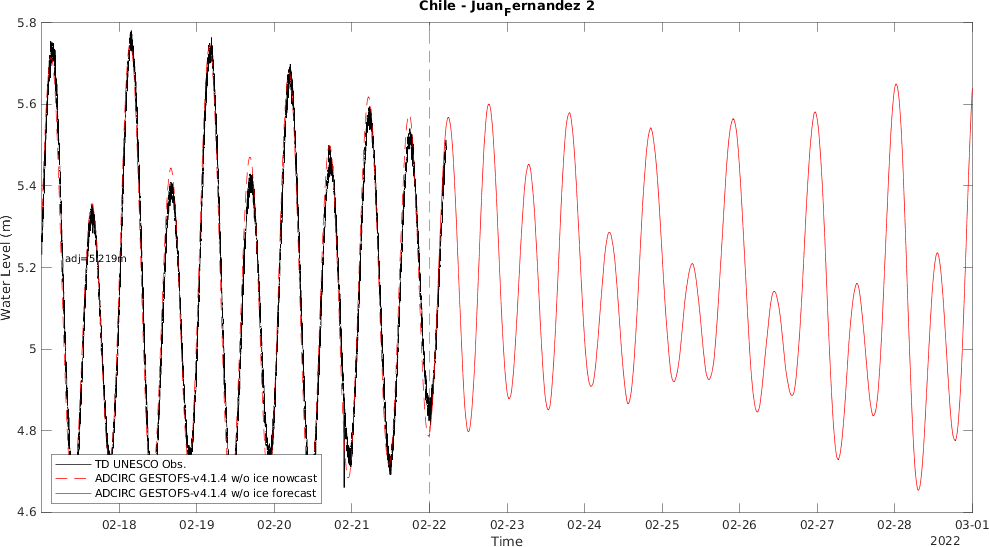 Chile - Juan_Fernandez 2
5.8
5.6
5.4
5.2
5
4.8
4.6
Water Level (m)
adj=5.219m
TD UNESCO Obs.
ADCIRC GESTOFS-v4.1.4 w/o ice nowcast
ADCIRC GESTOFS-v4.1.4 w/o ice forecast
02-18 02-19 02-20 02-21 02-22 02-23 02-24 02-25 02-26 02-27 02-28 03-01
Time
2022